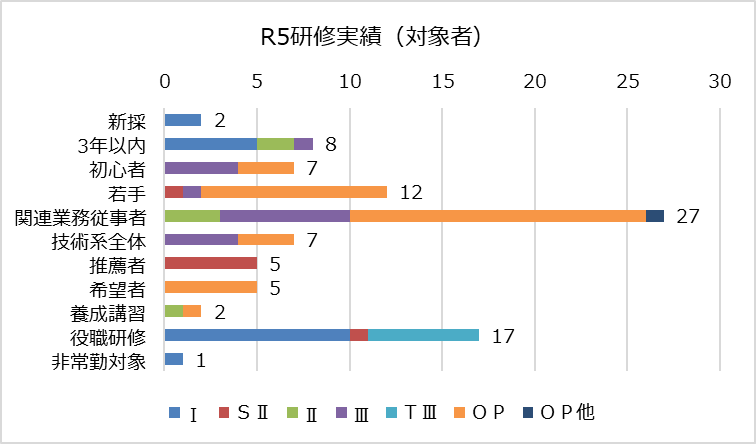 R5研修実績（対象者）
0 5 10 15 20 25 30
新採 2
3年以内 8
初心者 7
若手 12
関連業務従事者 27
技術系全体 7
推薦者 5
希望者 5
養成講習 2
役職研修 17
非常勤対象 1
Ⅰ ＳⅡ Ⅱ Ⅲ ＴⅢ ＯＰ ＯＰ他